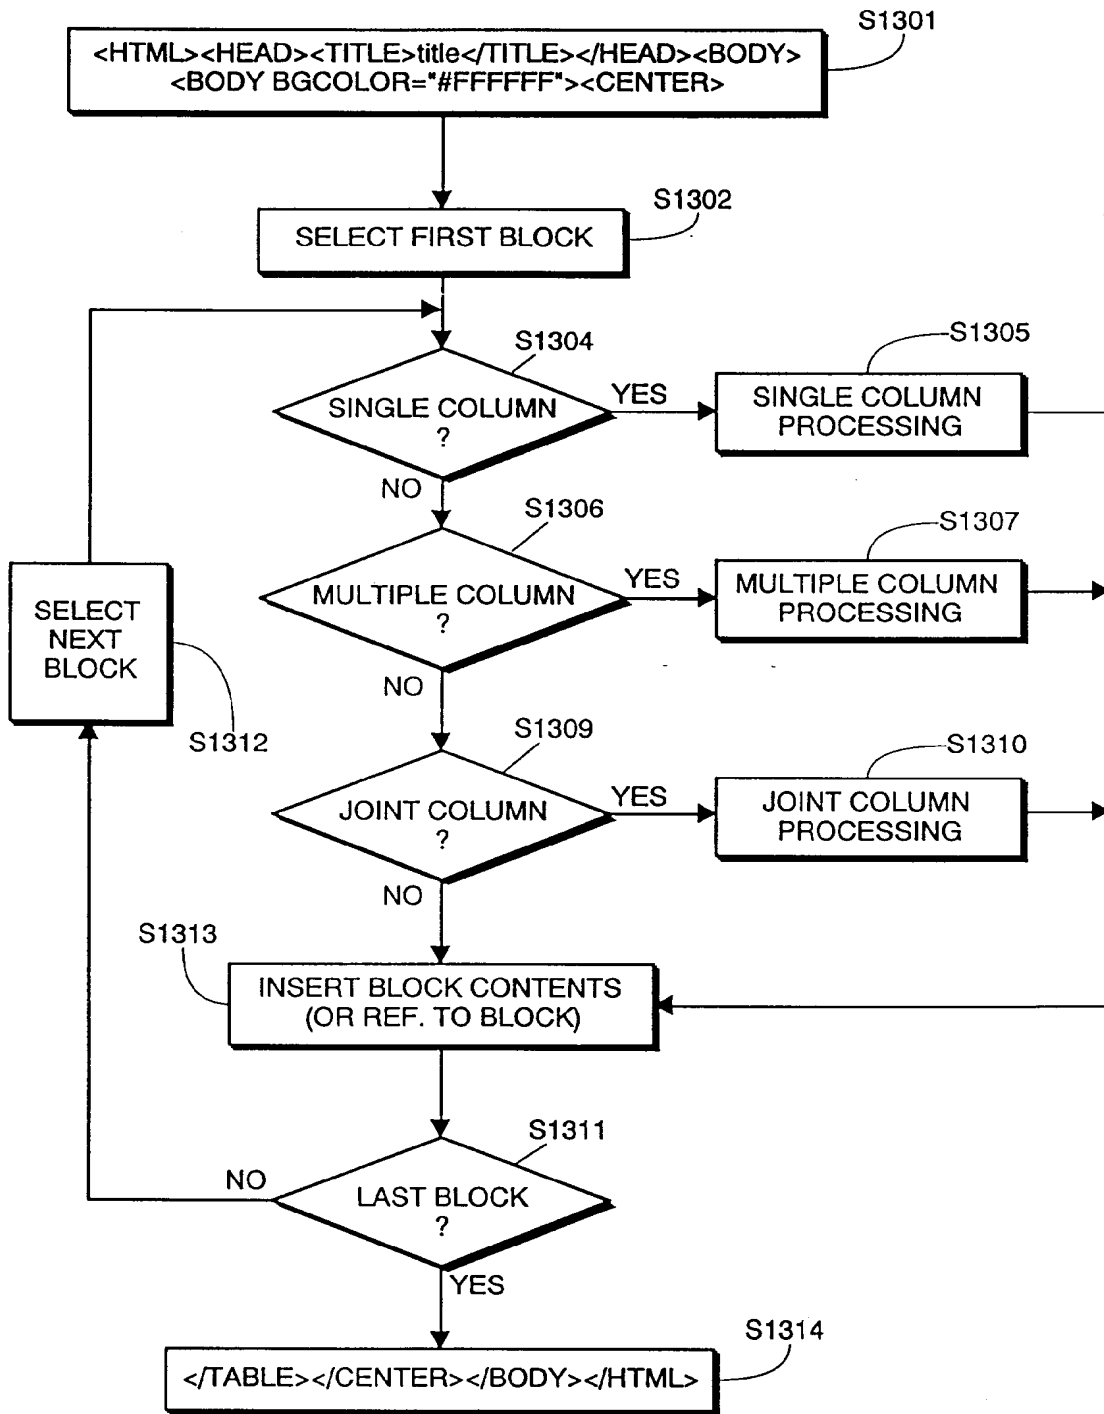 S1301
<HTML><HEAD><TITLE>title</TITLE></HEAD><BODY>
<BODY BGCOLOR="#FFFFFF"><CENTER>
S1302
SELECT FIRST BLOCK
S1304
SINGLE COLUMN
?
YES
NO
S1305
SINGLE COLUMN
PROCESSING
S1306
MULTIPLE COLUMN
?
YES
NO
S1307
MULTIPLE COLUMN
PROCESSING
SELECT
NEXT
BLOCK
S1312
S1309
JOINT COLUMN
?
YES
NO
S1310
JOINT COLUMN
PROCESSING
S1313
INSERT BLOCK CONTENTS
(OR REF. TO BLOCK)
S1311
LAST BLOCK
?
NO
YES
S1314
</TABLE></CENTER></BODY></HTML>